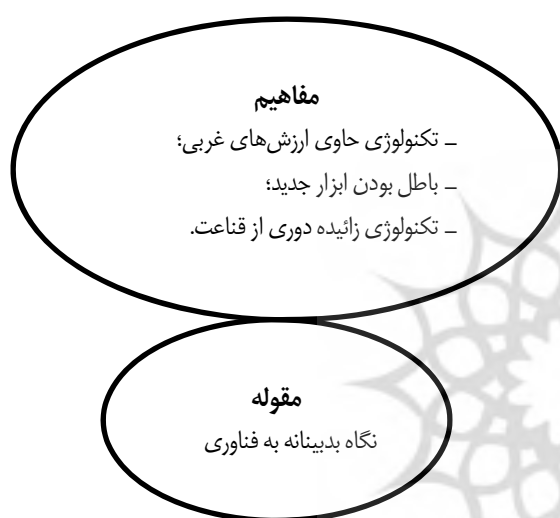 مفاهیم
ـ تکنولوژی حاوی ارزش‌های غربی؛
ـ باطل بودن ابزار جدید؛
ـ تکنولوژی زائیده دوری از قناعت.
مقوله
نگاه بدبینانه به فناوری